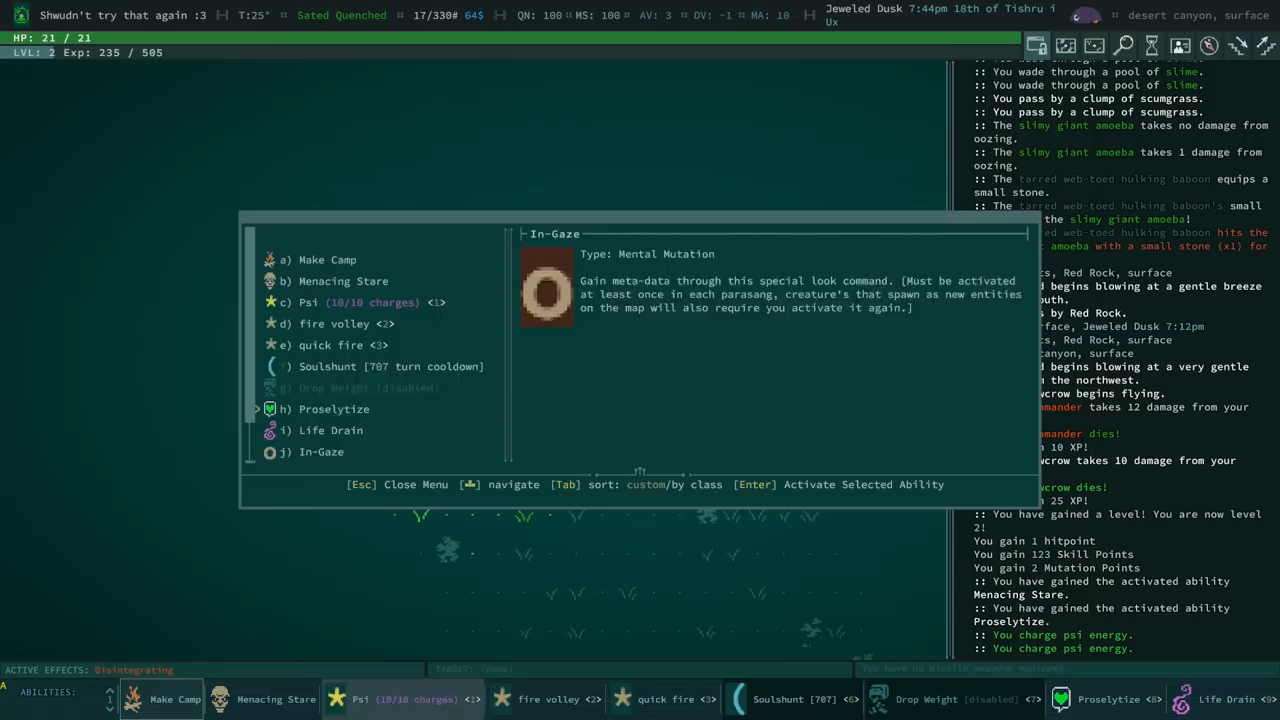 Shwudn't try that again :3
T:25°
Sated Quenched
17/330# 64$
QN: 100
MS: 100
AV: 3
DV: -1
MA: 10
Jeweled Dusk 7:44pm 18th of Tishru i
Ux
desert canyon, surface
HP: 21 / 21
LVL: 2 Exp: 235 / 505
:: You wade through a pool of slime.
:: You wade through a pool of slime.
:: You pass by a clump of scumgrass.
:: You pass by a clump of scumgrass.
:: The slimy giant amoeba takes no damage from
oozing.
:: The slimy giant amoeba takes 1 damage from
oozing.
:: The tarred web-toed hulking baboon equips a
small stone.
:: The tarred web-toed hulking baboon's small
the slimy giant amoeba!
hulking baboon hits the
amoeba with a small stone (x1) for
s, Red Rock, surface
d begins blowing at a gentle breeze
outh.
s by Red Rock.
rface, Jeweled Dusk 7:12pm
s, Red Rock, surface
canyon, surface
d begins blowing at a very gentle
m the northwest.
wcrow begins flying.
mander takes 12 damage from your
mander dies!
10 XP!
wcrow takes 10 damage from your
wcrow dies!
25 XP!
:: You have gained a level! You are now level
2!
You gain 1 hitpoint
You gain 123 Skill Points
You gain 2 Mutation Points
:: You have gained the activated ability
Menacing Stare.
:: You have gained the activated ability
Proselytize.
:: You charge psi energy.
:: You charge psi energy.
a) Make Camp
b) Menacing Stare
c) Psi (10/10 charges) <1>
d) fire volley <2>
e) quick fire <3>
f) Soulshunt [707 turn cooldown]
g) Drop Weight (disabled)
h) Proselytize
i) Life Drain
j) In-Gaze
In-Gaze
Type: Mental Mutation
Gain meta-data through this special look command. [Must be activated
at least once in each parasang, creature's that spawn as new entities
on the map will also require you activate it again.]
[Esc] Close Menu [] navigate [Tab] sort: custom/by class [Enter] Activate Selected Ability
ACTIVE EFFECTS: Disintegrating
TARGET: [none]
You have no missile weapons equipped.
A
ABILITIES:
1
Make Camp
Menacing Stare
Psi (10/10 charges) <1>
fire volley <2>
quick fire <3>
Soulshunt [707] <6>
Drop Weight [disabled] <7>
Proselytize <8>
Life Drain <9>